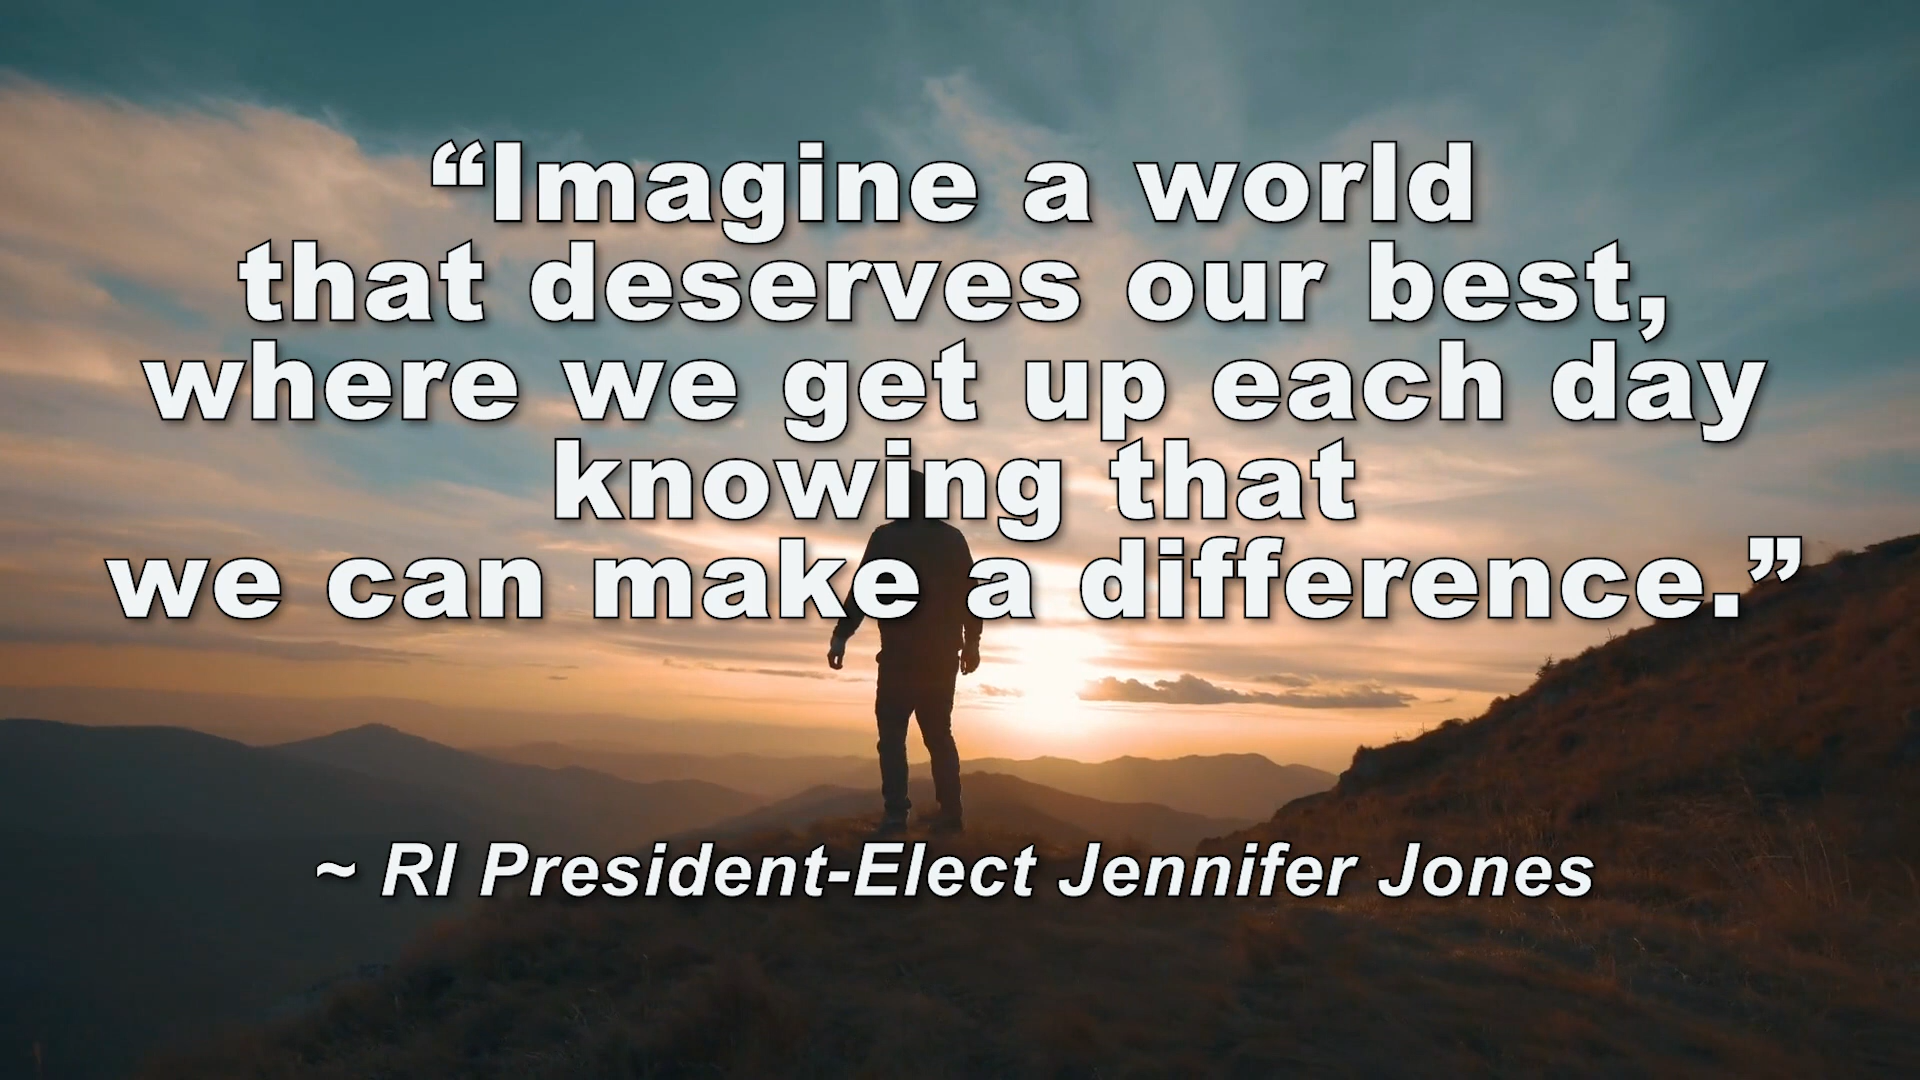 “Imagine a world
that deserves our best,
where we get up each day
knowing that
we can make a difference.”
~ RI President-Elect Jennifer Jones